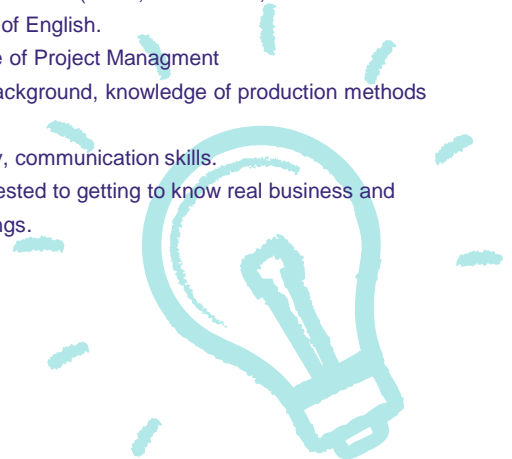 of English.
e of Project Managment
ackground, knowledge of production methods
y, communication skills.
ested to getting to know real business and
ngs.